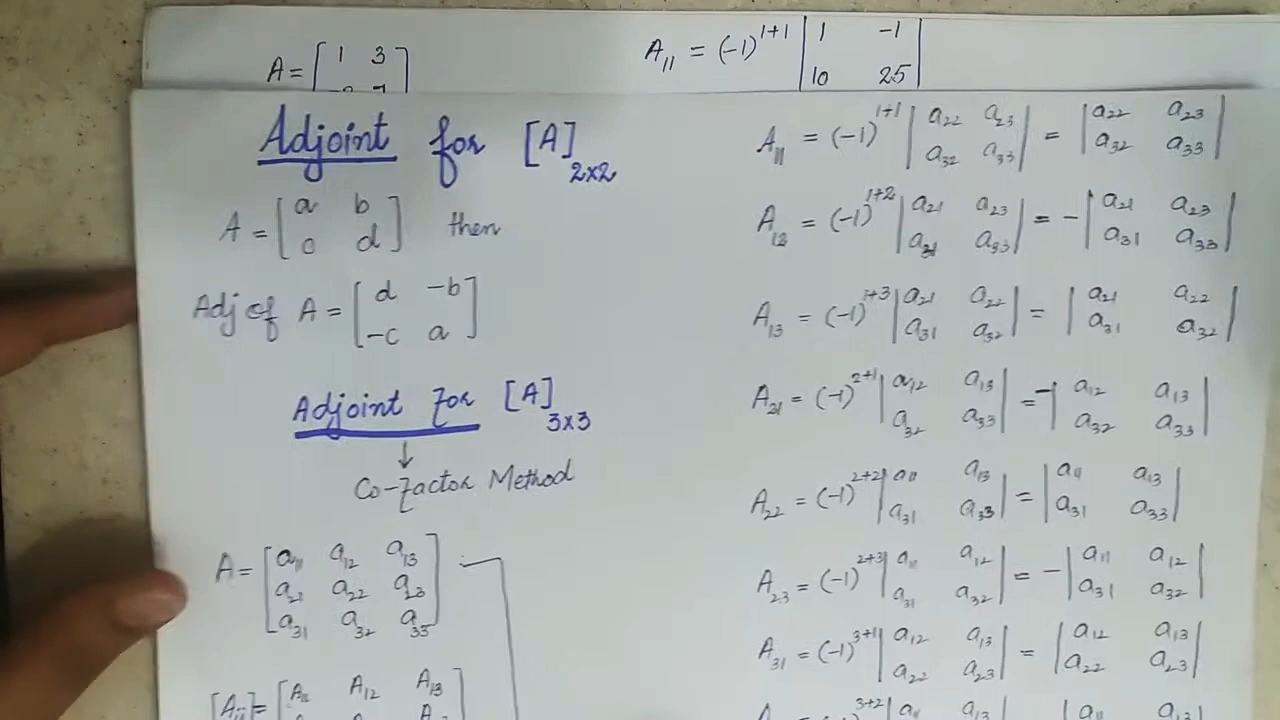 A = [ 1 3
A₁₁ = (-1)¹⁺¹ | 1 -1
10 25 |
Adjoint for [A]₂ₓ₂
A = [ a b
c d ] then
Adj of A = [ d -b
-c a ]
Adjoint for [A]₃ₓ₃
↓
Co-factor Method
A = [ a₁₁ a₁₂ a₁₃
a₂₁ a₂₂ a₂₃
a₃₁ a₃₂ a₃₃ ]
[Aᵢⱼ] = [ A₁₁ A₁₂ A₁₃
A₁₁ = (-1)¹⁺¹ | a₂₂ a₂₃ | = | a₂₂ a₂₃ |
| a₃₂ a₃₃ | | a₃₂ a₃₃ |
A₁₂ = (-1)¹⁺² | a₂₁ a₂₃ | = - | a₂₁ a₂₃ |
| a₃₁ a₃₃ | | a₃₁ a₃₃ |
A₁₃ = (-1)¹⁺³ | a₂₁ a₂₂ | = | a₂₁ a₂₂ |
| a₃₁ a₃₂ | | a₃₁ a₃₂ |
A₂₁ = (-1)²⁺¹ | a₁₂ a₁₃ | = - | a₁₂ a₁₃ |
| a₃₂ a₃₃ | | a₃₂ a₃₃ |
A₂₂ = (-1)²⁺² | a₁₁ a₁₃ | = | a₁₁ a₁₃ |
| a₃₁ a₃₃ | | a₃₁ a₃₃ |
A₂₃ = (-1)²⁺³ | a₁₁ a₁₂ | = - | a₁₁ a₁₂ |
| a₃₁ a₃₂ | | a₃₁ a₃₂ |
A₃₁ = (-1)³⁺¹ | a₁₂ a₁₃ | = | a₁₂ a₁₃ |
| a₂₂ a₂₃ | | a₂₂ a₂₃ |
3+2 | a₁₁ a₁₃ | a₁₁ a₁₃